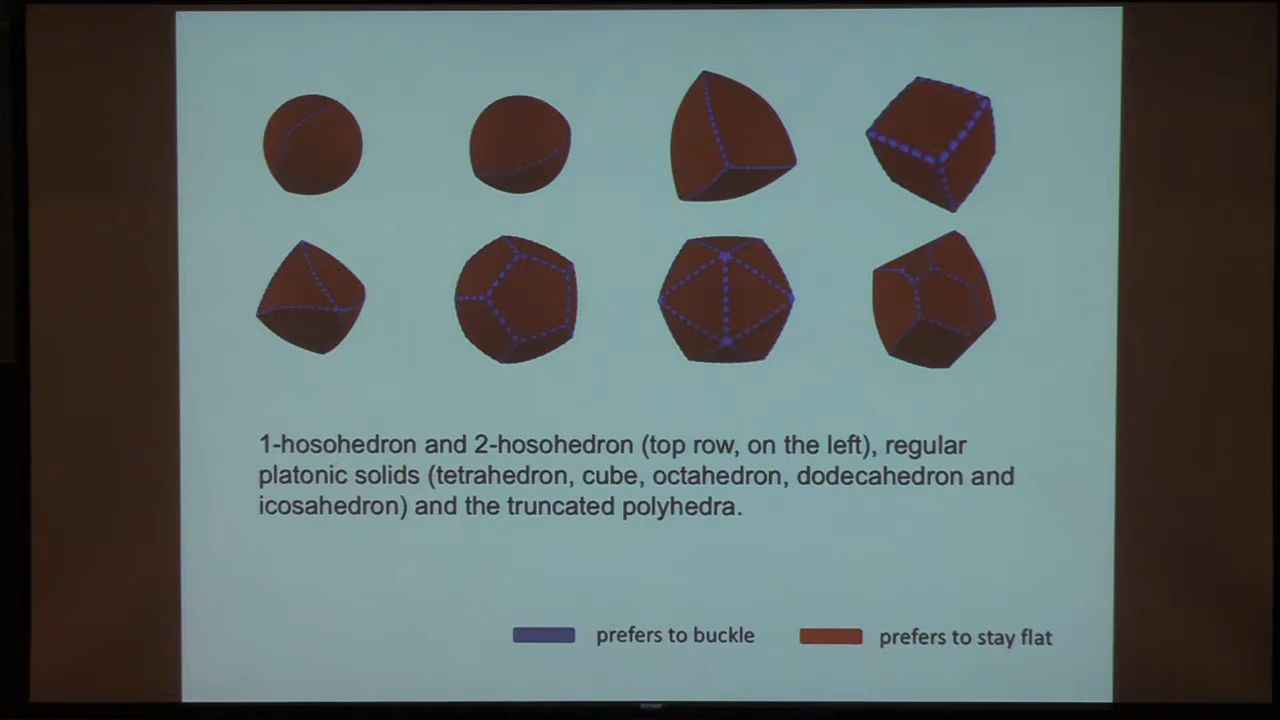 1-hosohedron and 2-hosohedron (top row, on the left), regular
platonic solids (tetrahedron, cube, octahedron, dodecahedron and
icosahedron) and the truncated polyhedra.
prefers to buckle prefers to stay flat